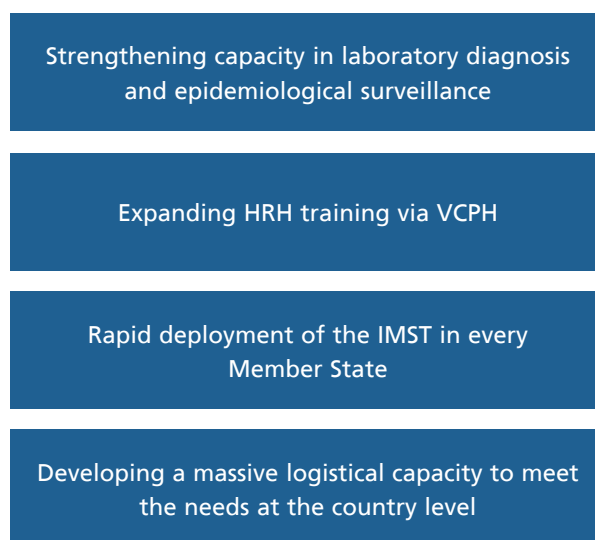 Strengthening capacity in laboratory diagnosis
and epidemiological surveillance
Expanding HRH training via VCPH
Rapid deployment of the IMST in every
Member State
Developing a massive logistical capacity to meet
the needs at the country level